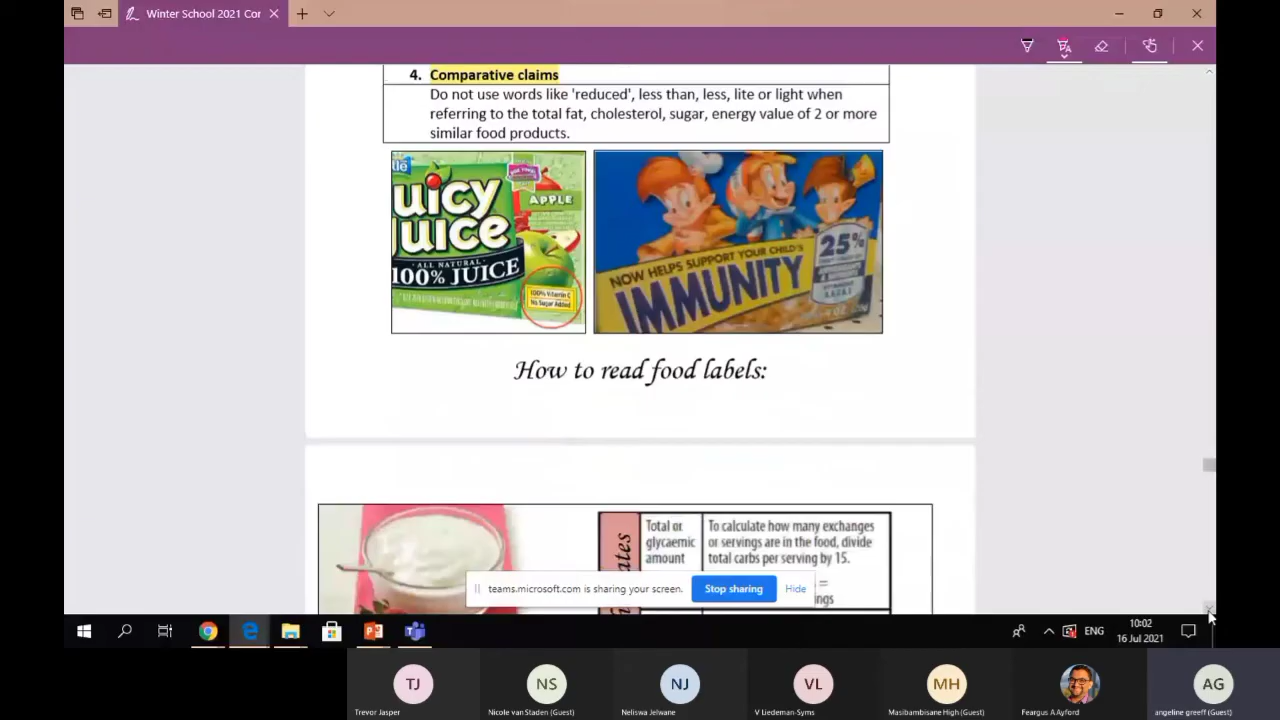 Winter School 2021 Cor
4. Comparative claims
Do not use words like 'reduced', less than, less, lite or light when
referring to the total fat, cholesterol, sugar, energy value of 2 or more
similar food products.
uicy
uice
APPLE
ALL NATURAL
100% JUICE
100% Vitamin C
No Sugar Added
NOW HELPS SUPPORT YOUR CHILD'S
IMMUNITY
25%
How to read food labels:
Total or
glycaemic
amount
To calculate how many exchanges
or servings are in the food, divide
total carbs per serving by 15.
=
teams.microsoft.com is sharing your screen.
Stop sharing
Hide
ENG
10:02
16 Jul 2021
TJ
NS
NJ
VL
MH
AG
Trevor Jasper
Nicole van Staden (Guest)
Neliswa Jelwane
V Liedeman-Syms
Masibambisane High (Guest)
Feargus A Ayford
angeline greeff (Guest)